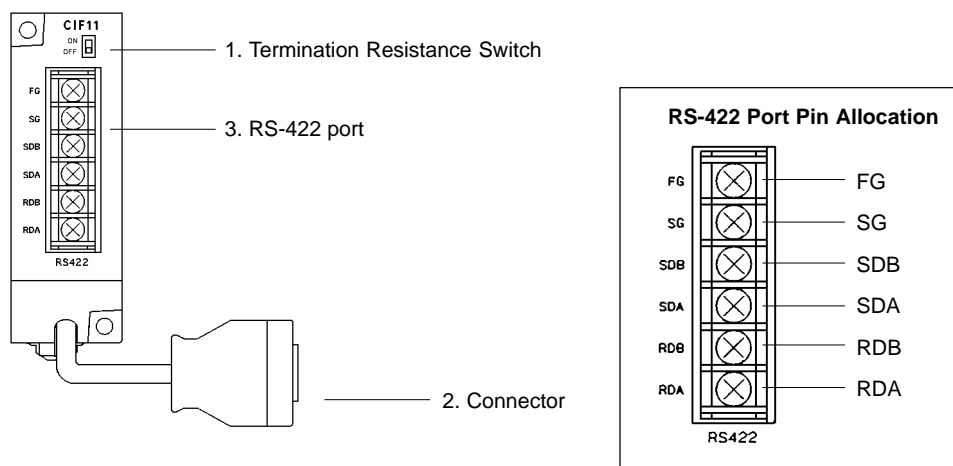 CIF11
ON
OFF
1. Termination Resistance Switch
FG
SG
SDB
SDA
RDB
RDA
RS422
3. RS-422 port
2. Connector
RS-422 Port Pin Allocation
FG FG
SG SG
SDB SDB
SDA SDA
RDB RDB
RDA RDA
RS422